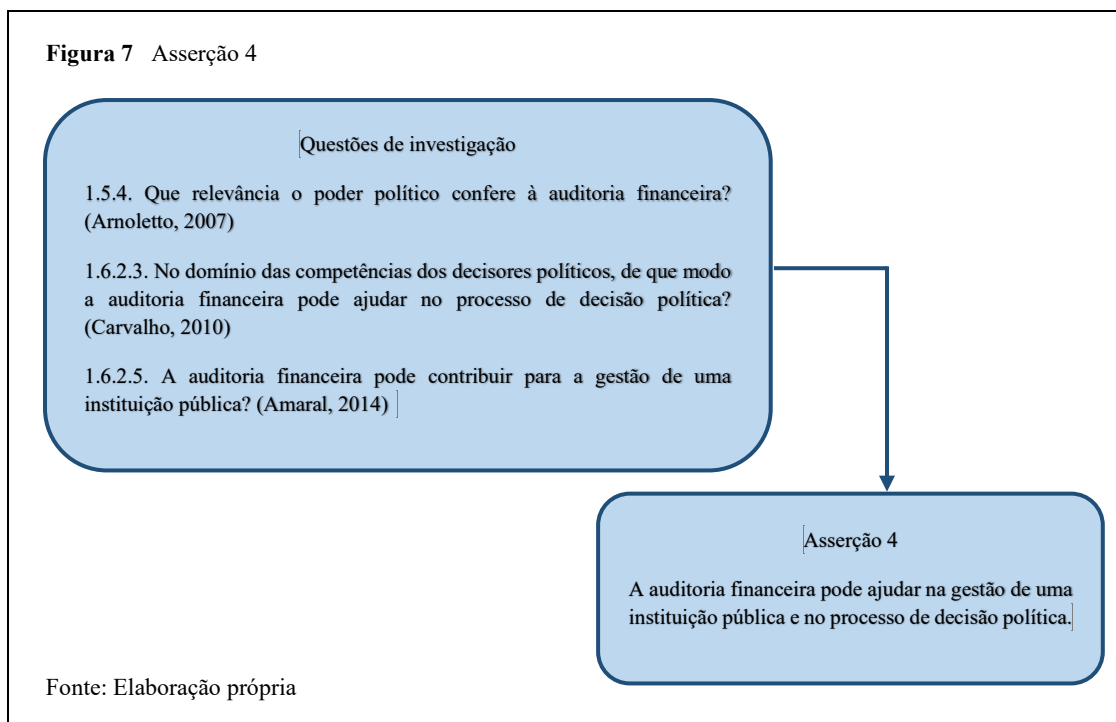 Figura 7 Asserção 4
Questões de investigação
1.5.4. Que relevância o poder político confere à auditoria financeira?
(Arnoletto, 2007)
1.6.2.3. No domínio das competências dos decisores políticos, de que modo
a auditoria financeira pode ajudar no processo de decisão política?
(Carvalho, 2010)
1.6.2.5. A auditoria financeira pode contribuir para a gestão de uma
instituição pública? (Amaral, 2014)
Asserção 4
A auditoria financeira pode ajudar na gestão de uma
instituição pública e no processo de decisão política.
Fonte: Elaboração própria